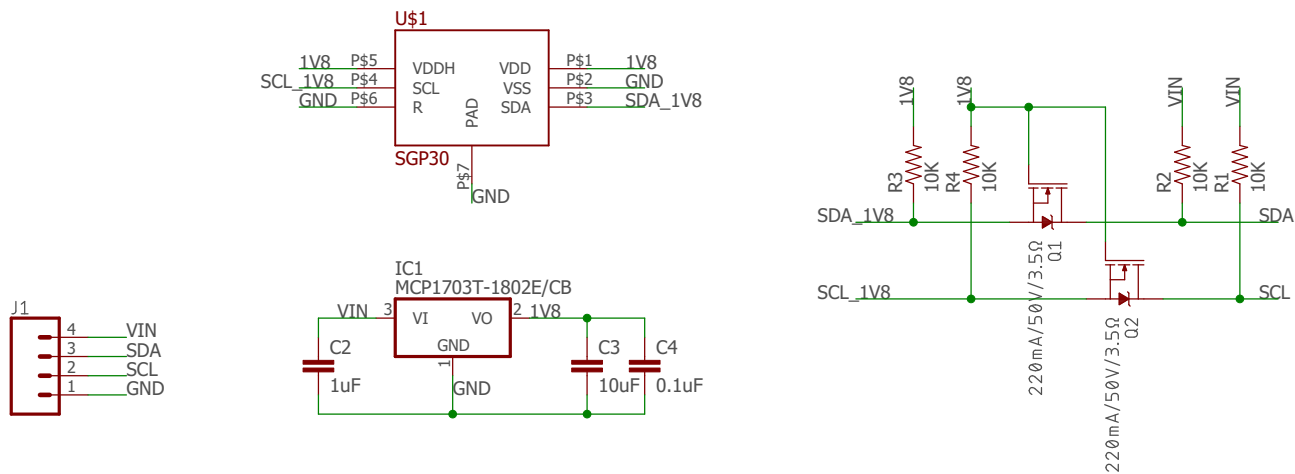 U$1
1V8 P$5 VDDH VDD P$1 1V8
SCL_1V8 P$4 SCL VSS P$2 GND
GND P$6 R SDA P$3 SDA_1V8
PAD
SGP30
P$7
GND
1V8
1V8
VIN
VIN
R3
10K
R4
10K
R2
10K
R1
10K
SDA_1V8
SDA
220mA/50V/3.5Ω
Q1
SCL_1V8
SCL
220mA/50V/3.5Ω
Q2
J1
4 VIN
3 SDA
2 SCL
1 GND
IC1
MCP1703T-1802E/CB
VIN 3 VI VO 2 1V8
GND
1
GND
C2
1uF
C3
10uF
C4
0.1uF